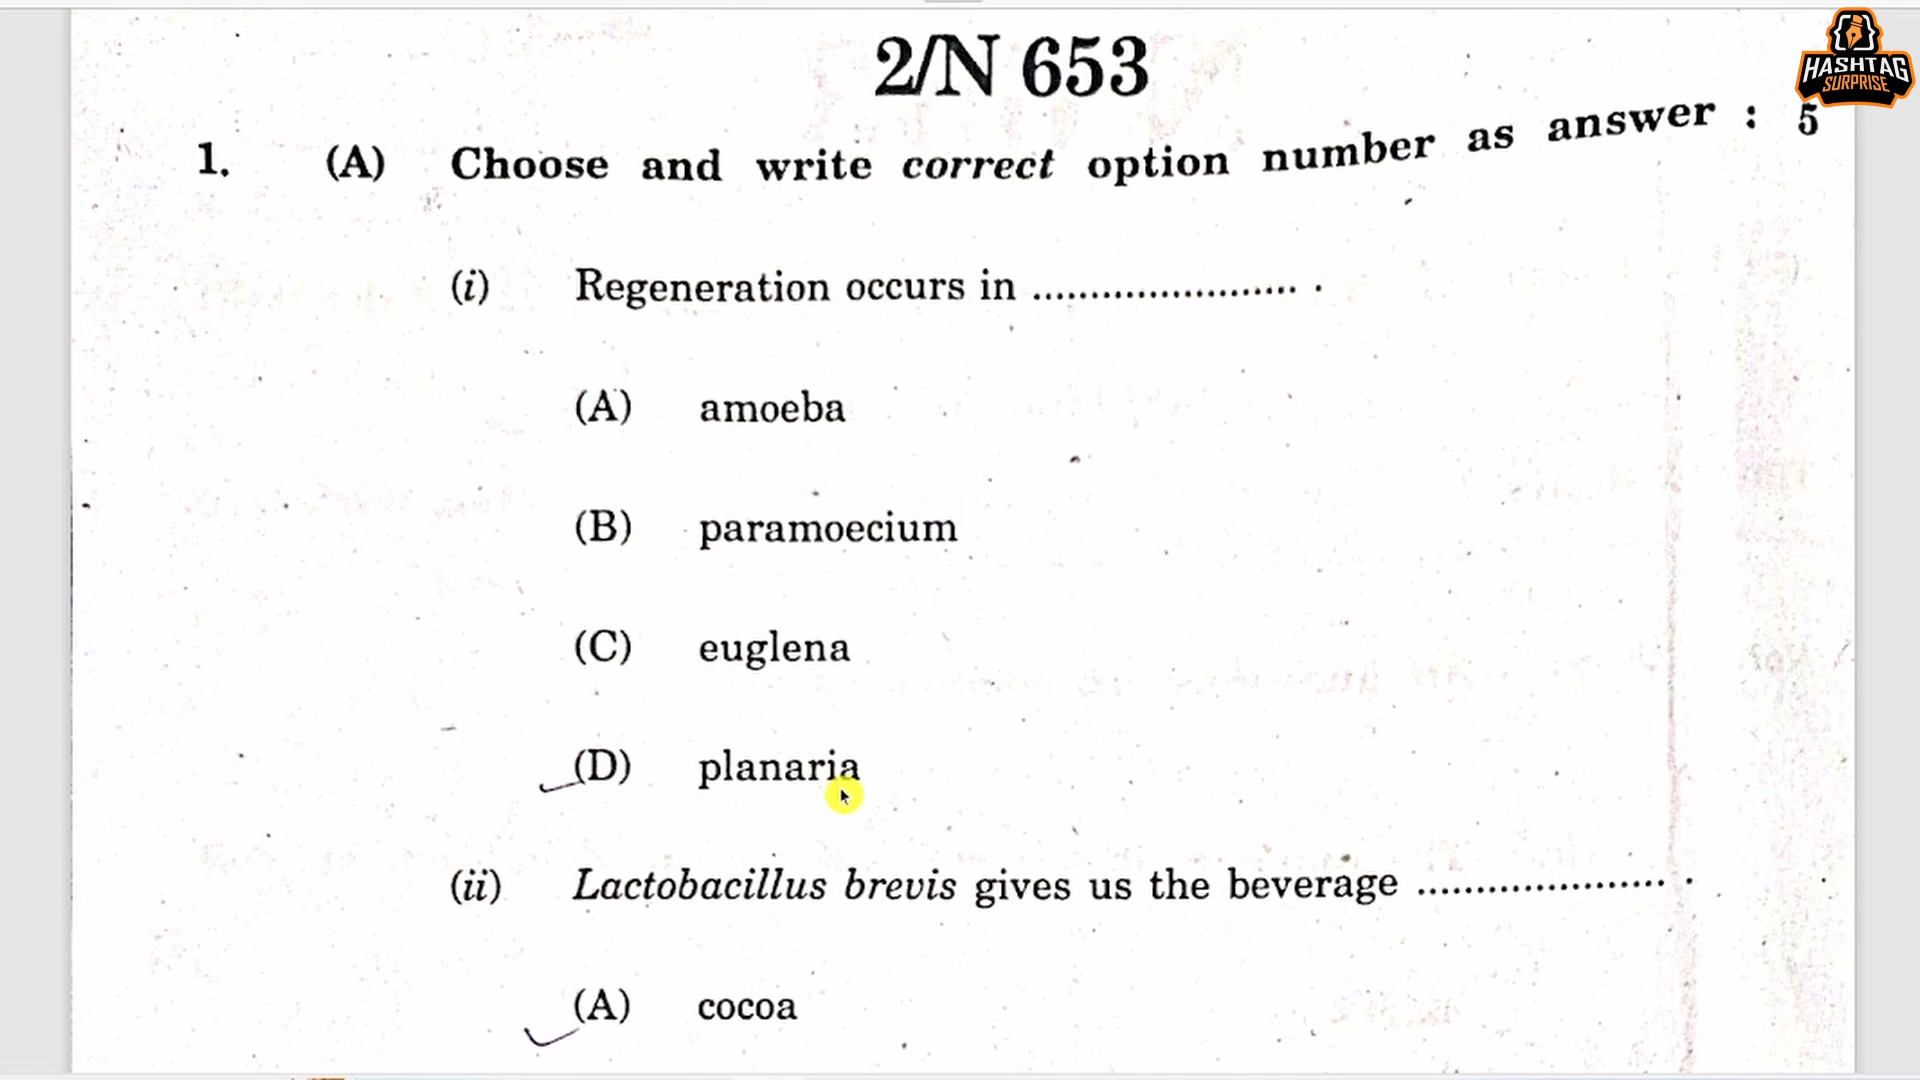 HASHTAG
SURPRISE
2/N 653
1. (A) Choose and write correct option number as answer : 5
(i) Regeneration occurs in ....................... .
(A) amoeba
(B) paramoecium
(C) euglena
(D) planaria
(ii) Lactobacillus brevis gives us the beverage ..................... .
(A) cocoa